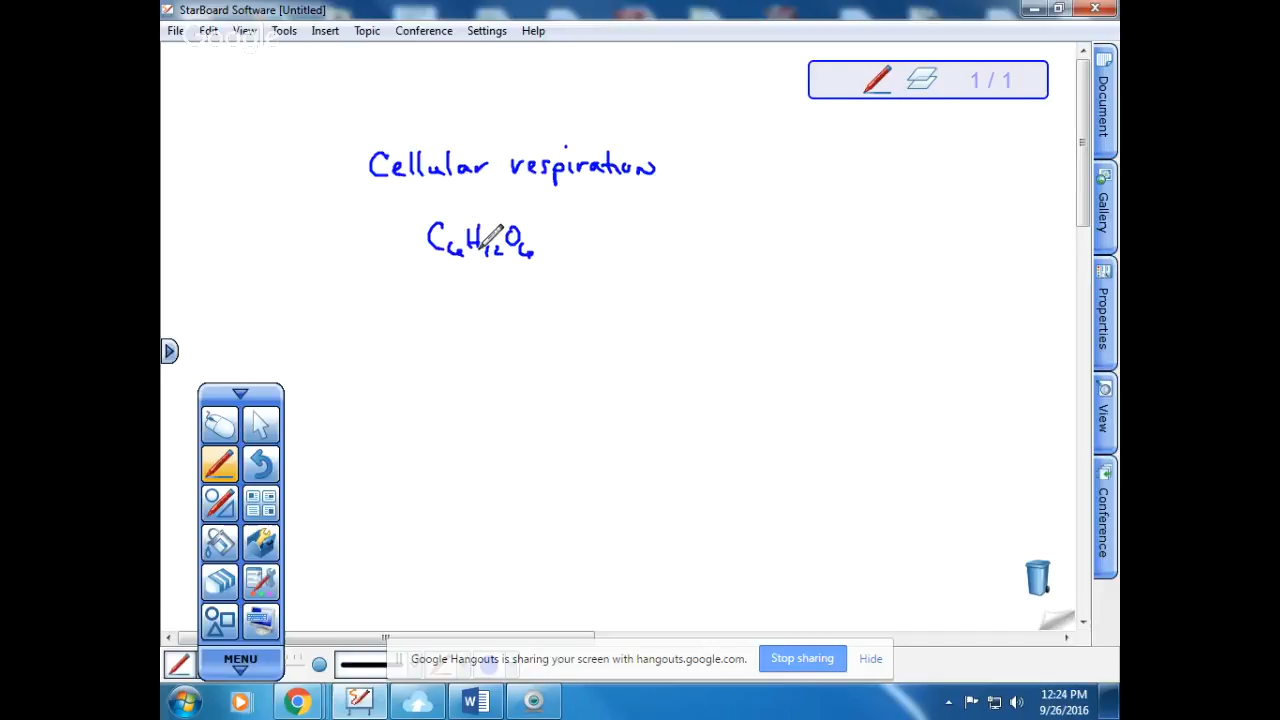 StarBoard Software [Untitled]
File Edit View Tools Insert Topic Conference Settings Help
Google
1 / 1
Cellular respiration
C₆H₁₂O₆
Document
Gallery
Properties
View
Conference
MENU
Google Hangouts is sharing your screen with hangouts.google.com. Stop sharing Hide
12:24 PM
9/26/2016